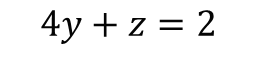 4y + z = 2